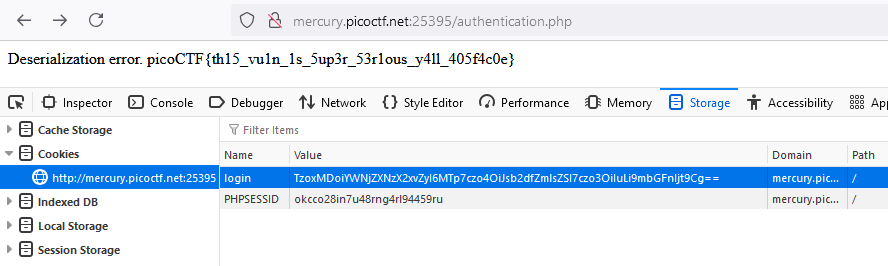 mercury.picoctf.net:25395/authentication.php
Deserialization error. picoCTF{th15_vu1n_1s_5up3r_53r1ous_y4ll_405f4c0e}
Inspector Console Debugger Network Style Editor Performance Memory Storage Accessibility App
Cache Storage Filter Items
Cookies Name Value Domain Path
http://mercury.picoctf.net:25395 login TzoxMDoiYWNjZXNzX2xvZyI6MTp7czo4OiJsb2dfZmlsZSI7czo3OiIuLi9mbGFnIjt9Cg== mercury.pic... /
Indexed DB PHPSESSID okcco28in7u48rng4rl94459ru mercury.pic... /
Local Storage
Session Storage